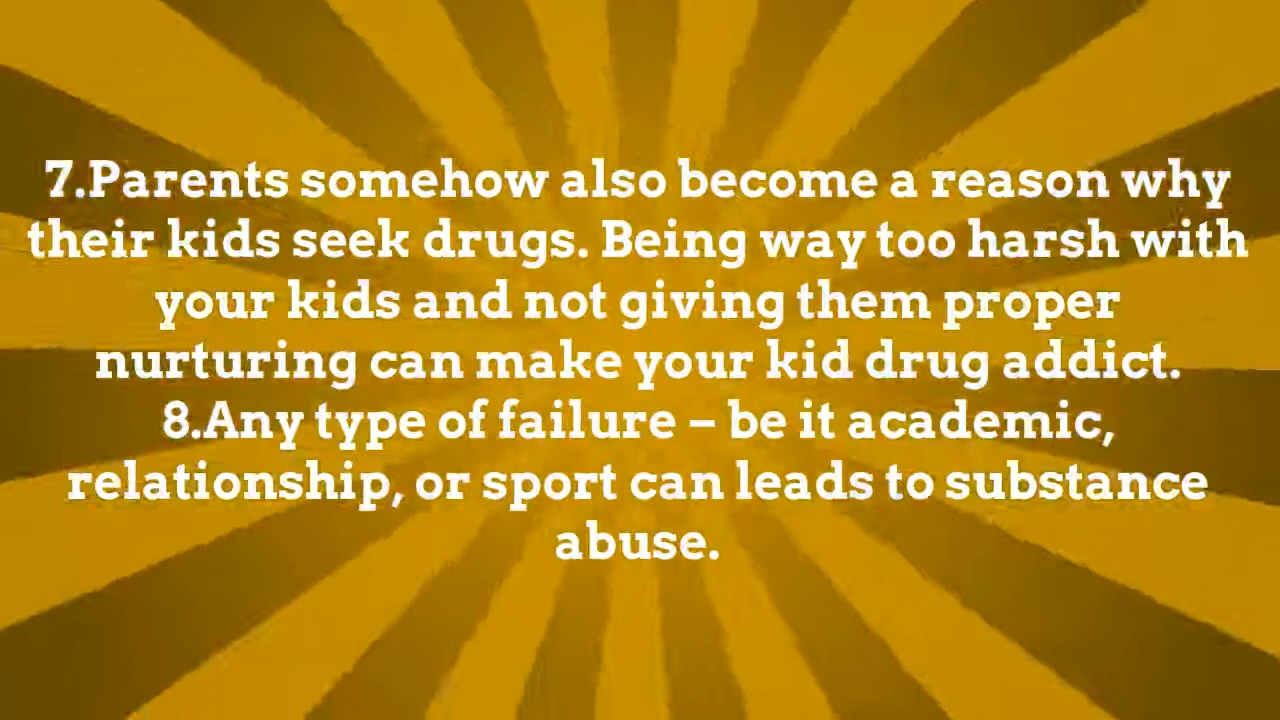 7.Parents somehow also become a reason why
their kids seek drugs. Being way too harsh with
your kids and not giving them proper
nurturing can make your kid drug addict.
8.Any type of failure – be it academic,
relationship, or sport can leads to substance
abuse.